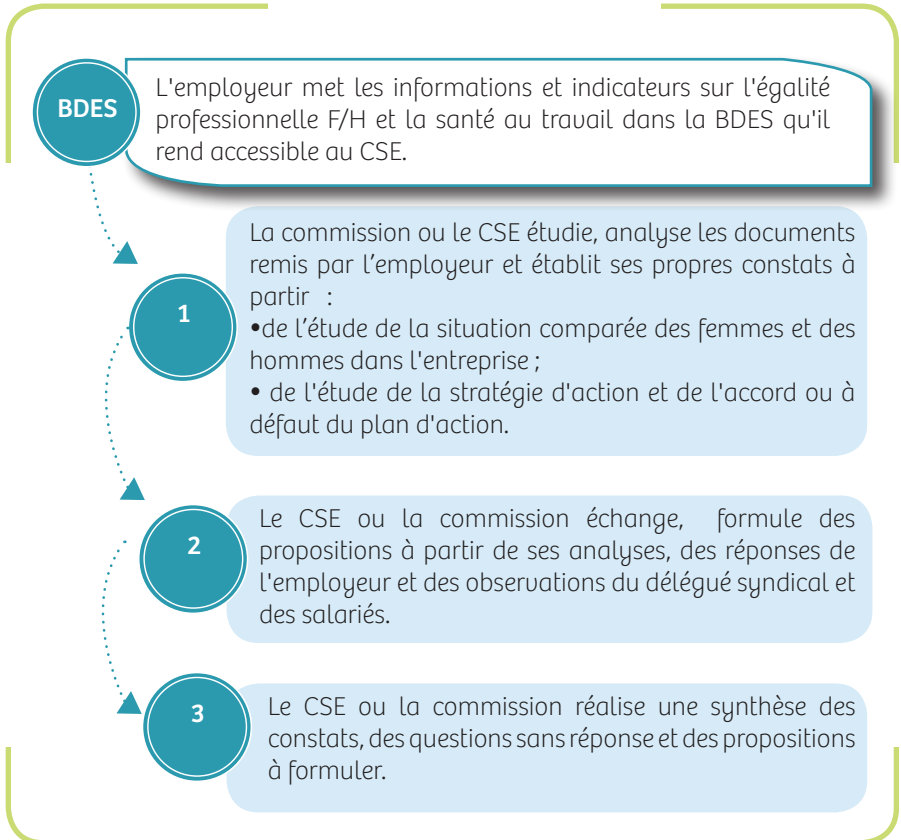 BDES
L'employeur met les informations et indicateurs sur l'égalité
professionnelle F/H et la santé au travail dans la BDES qu'il
rend accessible au CSE.
1
La commission ou le CSE étudie, analyse les documents
remis par l’employeur et établit ses propres constats à
partir :
•de l’étude de la situation comparée des femmes et des
hommes dans l'entreprise ;
• de l'étude de la stratégie d'action et de l'accord ou à
défaut du plan d'action.
2
Le CSE ou la commission échange, formule des
propositions à partir de ses analyses, des réponses de
l'employeur et des observations du délégué syndical et
des salariés.
3
Le CSE ou la commission réalise une synthèse des
constats, des questions sans réponse et des propositions
à formuler.